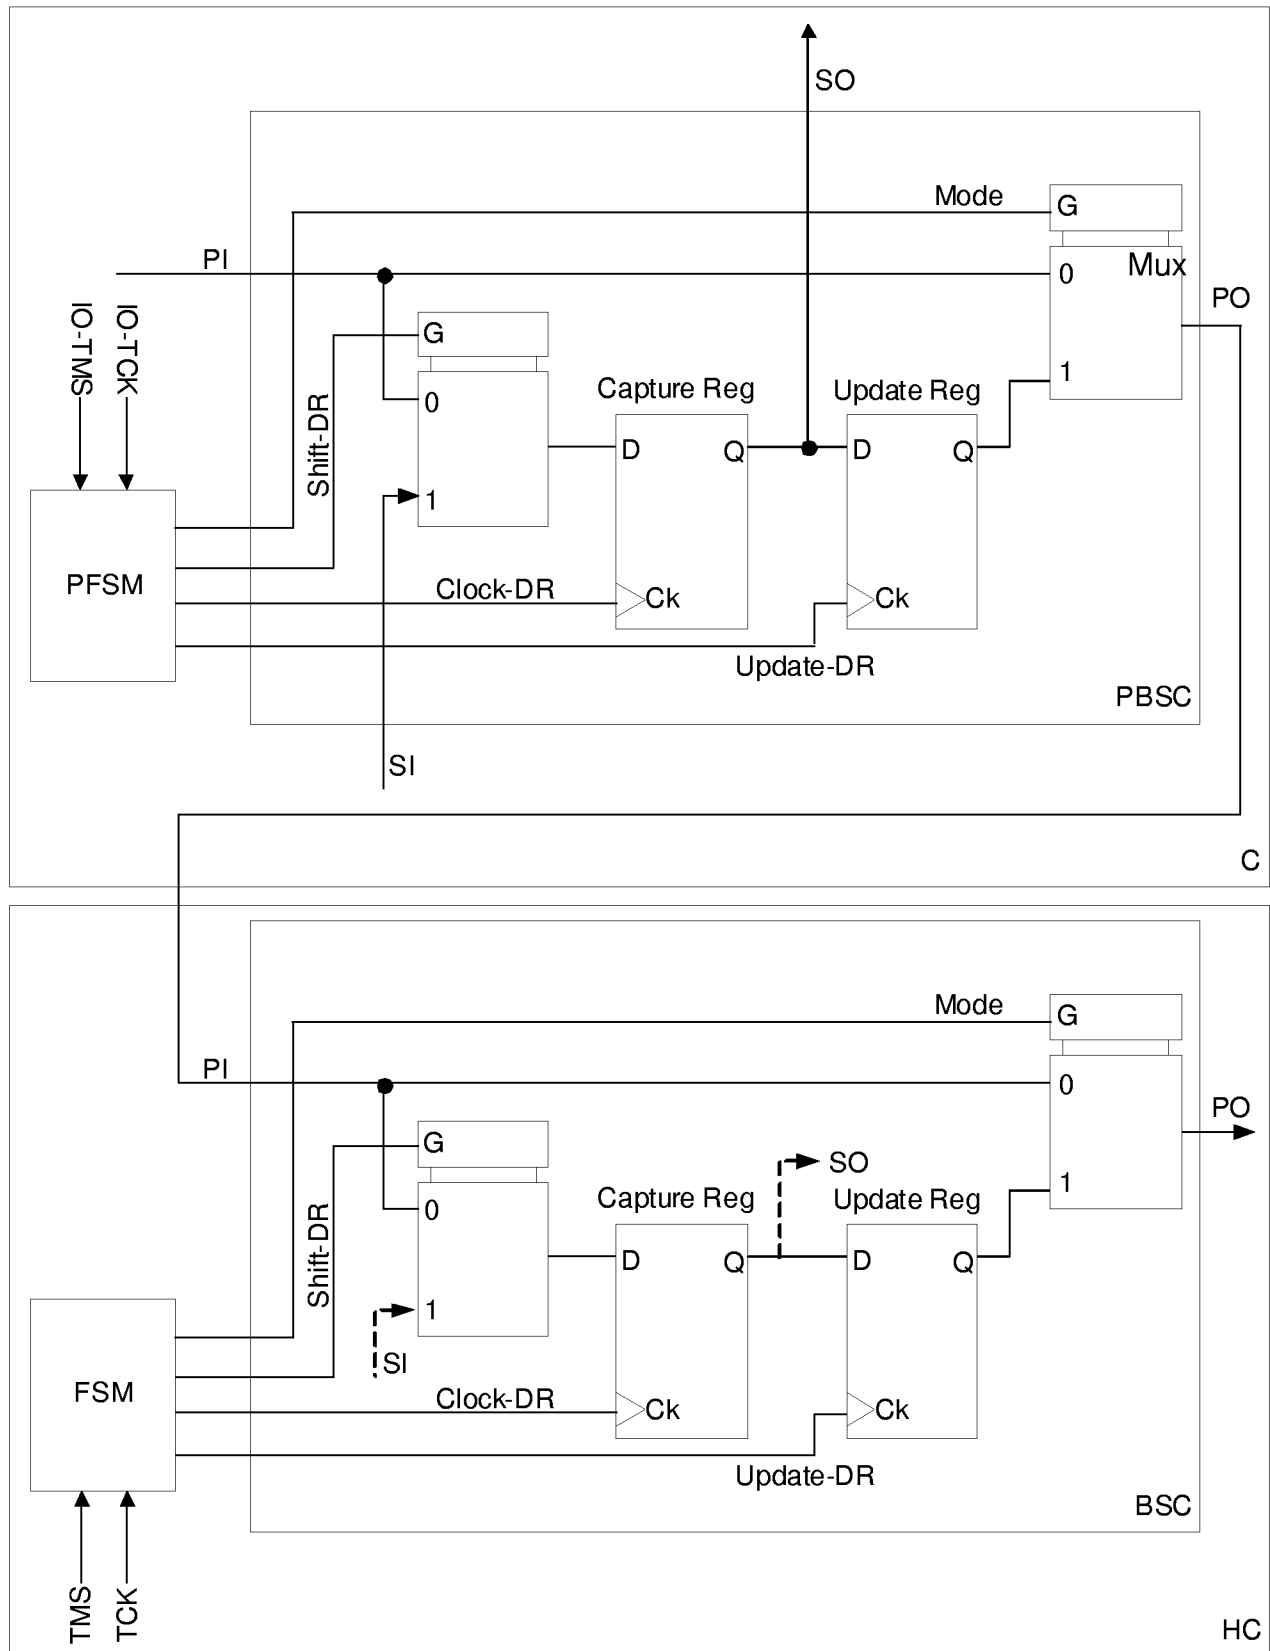 SO
Mode
G
Mux
PI
0
PO
IO-TMS
IO-TCK
G
Shift-DR
0
1
Capture Reg
Update Reg
1
D
Q
D
Q
PFSM
Clock-DR
Ck
Ck
Update-DR
PBSC
SI
C
Mode
G
PI
0
PO
G
SO
Shift-DR
0
Capture Reg
Update Reg
1
D
Q
D
Q
1
SI
FSM
Clock-DR
Ck
Ck
Update-DR
BSC
TMS
TCK
HC